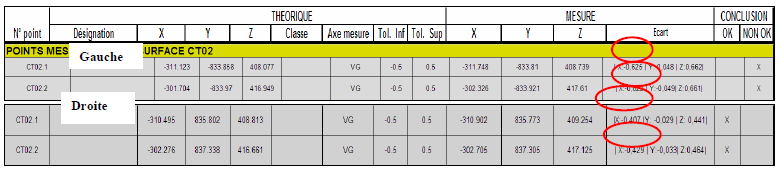 THEORIQUE MESURE CONCLUSION
N° point Désignation X Y Z Classe Axe mesure Tol. Inf Tol. Sup X Y Z Ecart OK NON OK
POINTS MES SURFACE CT02
Gauche
CT02.1 -311.123 -833.858 408.077 VG -0.5 0.5 -311.748 -833.81 408.739 | X:-0.625 | Y:-0,048 | Z:0,662| X
CT02.2 -301.704 -833.97 416.949 VG -0.5 0.5 -302.326 -833.921 417.61 | Y:-0,049| Z:0,661| X
Droite
CT02.1 -310.495 835.802 408.813 VG -0.5 0.5 -310.902 835.773 409.254 |X:-0,407 |Y: -0,029 | Z: 0,441| X
CT02.2 -302.276 837.338 416.661 VG -0.5 0.5 -302.705 837.305 417.125 | X:-0,429 | Y:-0,033| Z:0,464| X